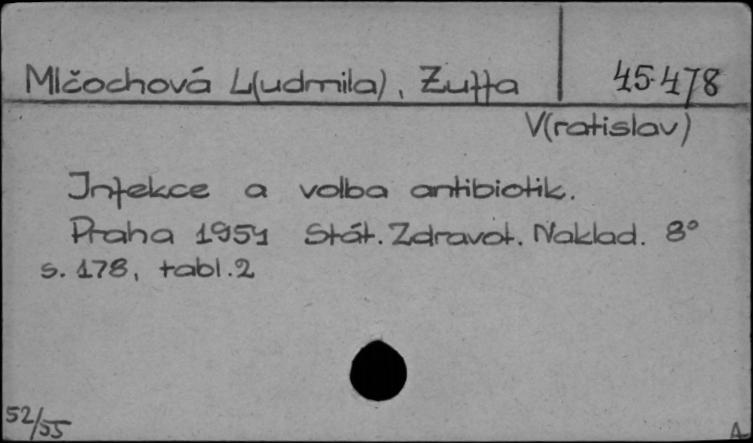 Mlčochová L(udmila), Zuffa
45-478
V(ratislav)
Infekce a volba antibiotik.
Praha 1954 Stát. Zdravot. Naklad. 8°
s. 178, tabl. 2
52/55
A